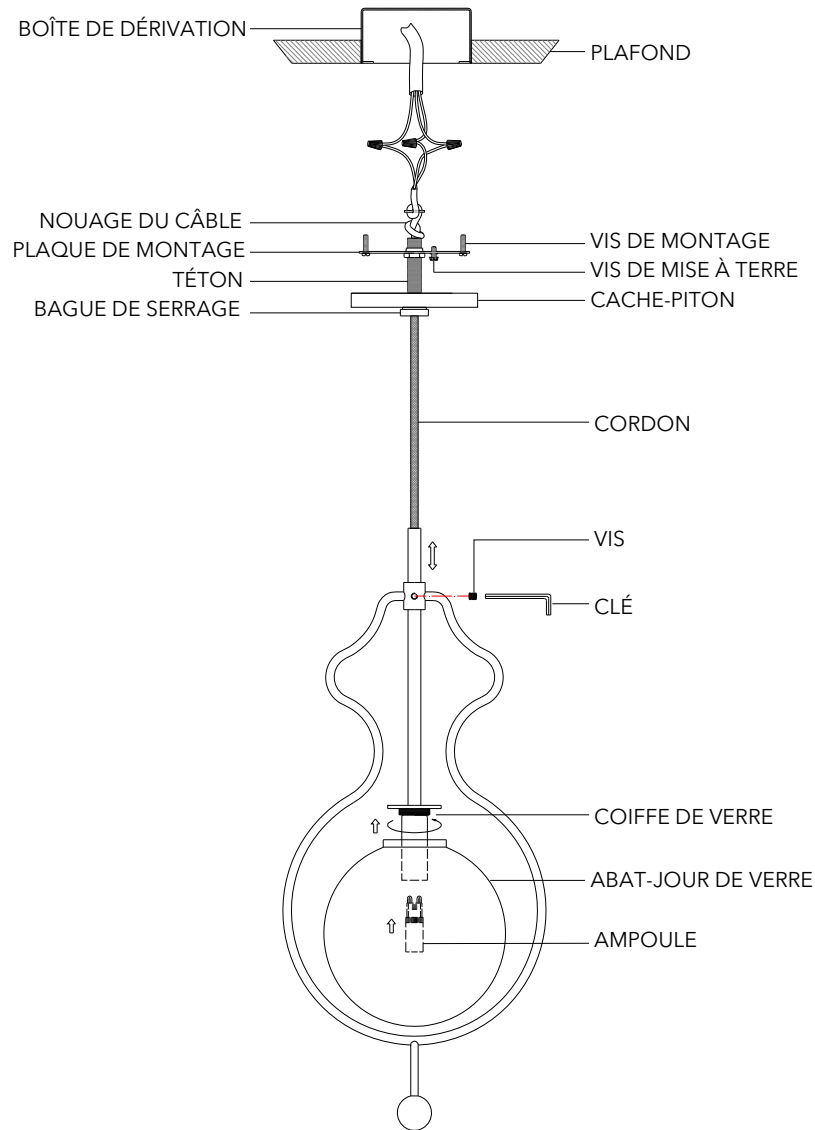 BOÎTE DE DÉRIVATION
PLAFOND
NOUAGE DU CÂBLE
PLAQUE DE MONTAGE
VIS DE MONTAGE
TÉTON
VIS DE MISE À TERRE
BAGUE DE SERRAGE
CACHE-PITON
CORDON
VIS
CLÉ
COIFFE DE VERRE
ABAT-JOUR DE VERRE
AMPOULE